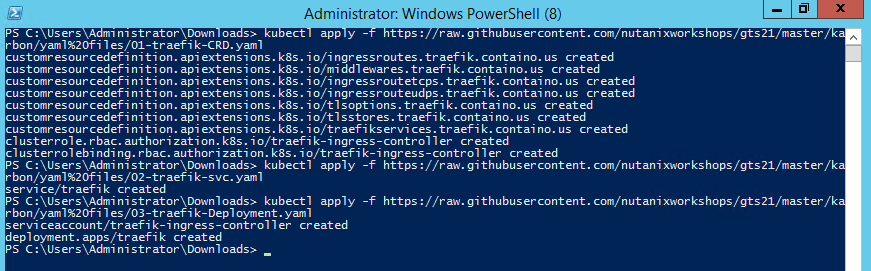 Administrator: Windows PowerShell (8)
PS C:\Users\Administrator\Downloads> kubectl apply -f https://raw.githubusercontent.com/nutanixworkshops/gts21/master/ka
rbon/yaml%20files/01-traefik-CRD.yaml
customresourcedefinition.apiextensions.k8s.io/ingressroutes.traefik.containo.us created
customresourcedefinition.apiextensions.k8s.io/middlewares.traefik.containo.us created
customresourcedefinition.apiextensions.k8s.io/ingressroutetcps.traefik.containo.us created
customresourcedefinition.apiextensions.k8s.io/ingressrouteudps.traefik.containo.us created
customresourcedefinition.apiextensions.k8s.io/tlsoptions.traefik.containo.us created
customresourcedefinition.apiextensions.k8s.io/tlsstores.traefik.containo.us created
customresourcedefinition.apiextensions.k8s.io/traefikservices.traefik.containo.us created
clusterrole.rbac.authorization.k8s.io/traefik-ingress-controller created
clusterrolebinding.rbac.authorization.k8s.io/traefik-ingress-controller created
PS C:\Users\Administrator\Downloads> kubectl apply -f https://raw.githubusercontent.com/nutanixworkshops/gts21/master/ka
rbon/yaml%20files/02-traefik-svc.yaml
service/traefik created
PS C:\Users\Administrator\Downloads> kubectl apply -f https://raw.githubusercontent.com/nutanixworkshops/gts21/master/ka
rbon/yaml%20files/03-traefik-Deployment.yaml
serviceaccount/traefik-ingress-controller created
deployment.apps/traefik created
PS C:\Users\Administrator\Downloads> _